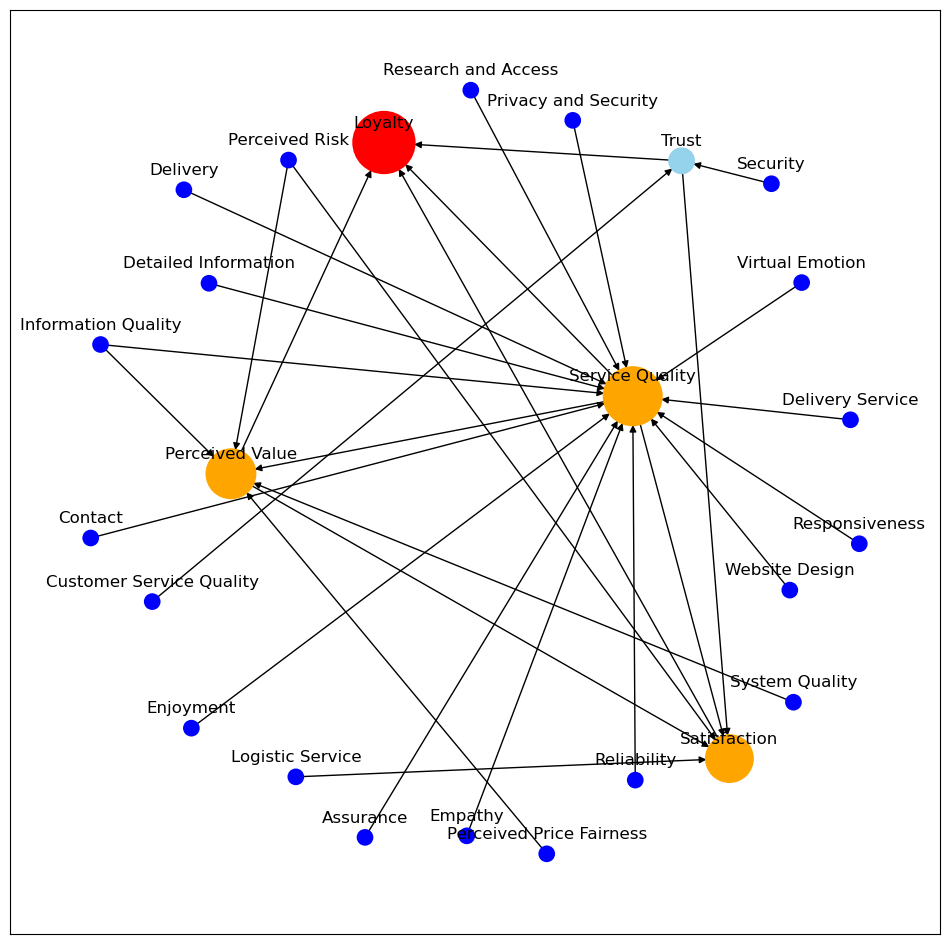 Research and Access
Privacy and Security
Loyalty
Perceived Risk
Trust
Security
Delivery
Detailed Information
Virtual Emotion
Information Quality
Service Quality
Delivery Service
Perceived Value
Contact
Responsiveness
Website Design
Customer Service Quality
System Quality
Enjoyment
Satisfaction
Logistic Service
Reliability
Assurance
Empathy
Perceived Price Fairness